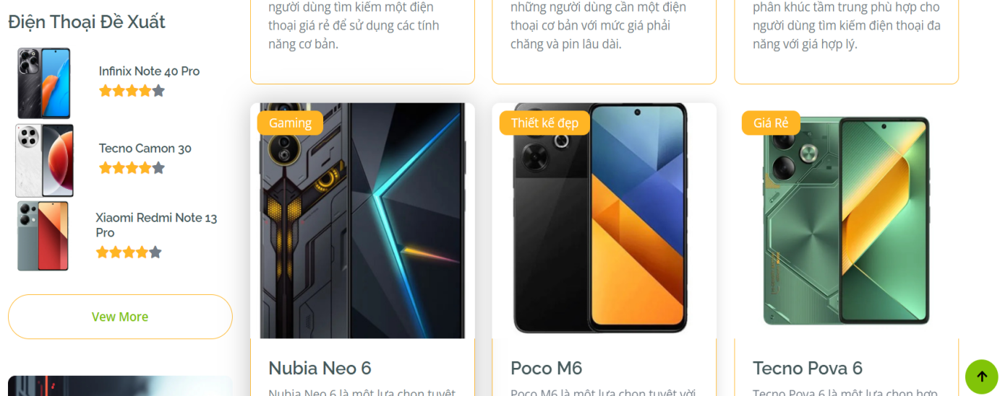 Điện Thoại Đề Xuất
Infinix Note 40 Pro
Tecno Camon 30
Xiaomi Redmi Note 13
Pro
Vew More
người dùng tìm kiếm một điện
thoại giá rẻ để sử dụng các tính
năng cơ bản.
những người dùng cần một điện
thoại cơ bản với mức giá phải
chăng và pin lâu dài.
phân khúc tầm trung phù hợp cho
người dùng tìm kiếm điện thoại đa
năng với giá hợp lý.
Gaming
Nubia Neo 6
Nubia Neo 6 là một lựa chọn tuyệt
Thiết kế đẹp
Poco M6
Poco M6 là một lựa chọn tuyệt vời
Giá Rẻ
Tecno Pova 6
Tecno Pova 6 là một lựa chọn hợp